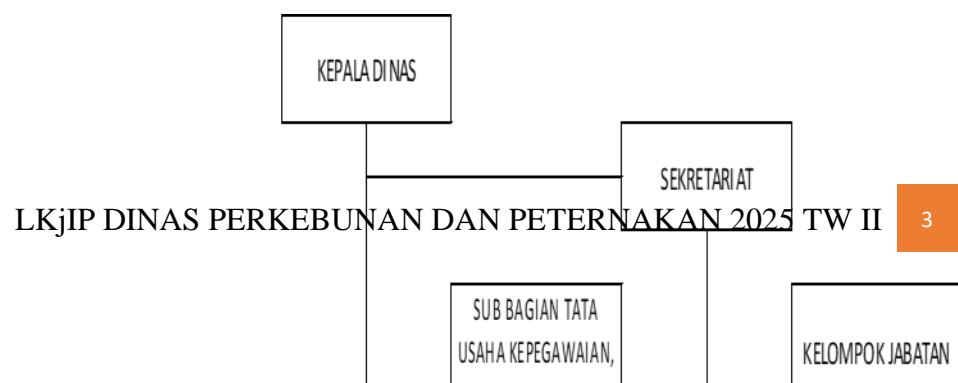 KEPALA DINAS
SEKRETARIAT
LKjIP DINAS PERKEBUNAN DAN PETERNAKAN 2025 TW II
3
SUB BAGIAN TATA
USAHA KEPEGAWAIAN,
KELOMPOK JABATAN